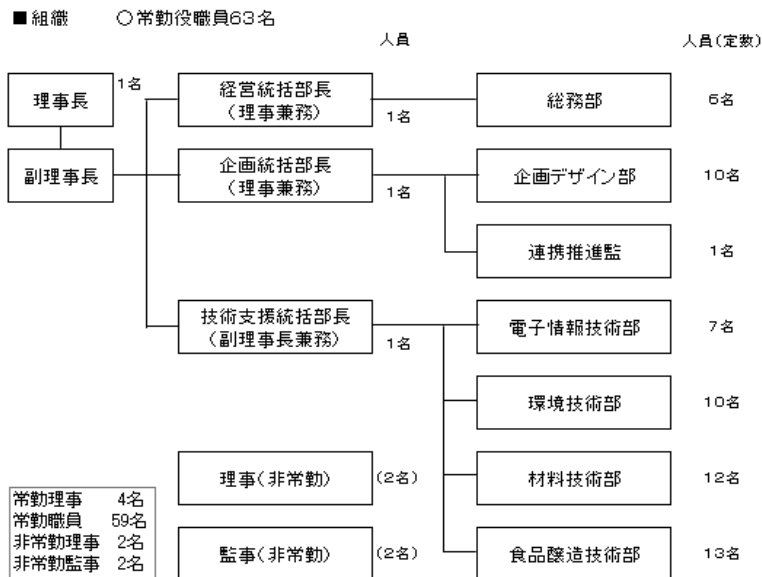 ■組織 ○常勤役職員63名
人員
人員(定数)
理事長
1名
経営統括部長
(理事兼務)
1名
総務部
6名
副理事長
企画統括部長
(理事兼務)
1名
企画デザイン部
10名
連携推進監
1名
技術支援統括部長
(副理事長兼務)
1名
電子情報技術部
7名
環境技術部
10名
理事(非常勤)
(2名)
材料技術部
12名
監事(非常勤)
(2名)
食品醸造技術部
13名
常勤理事 4名
常勤職員 59名
非常勤理事 2名
非常勤監事 2名